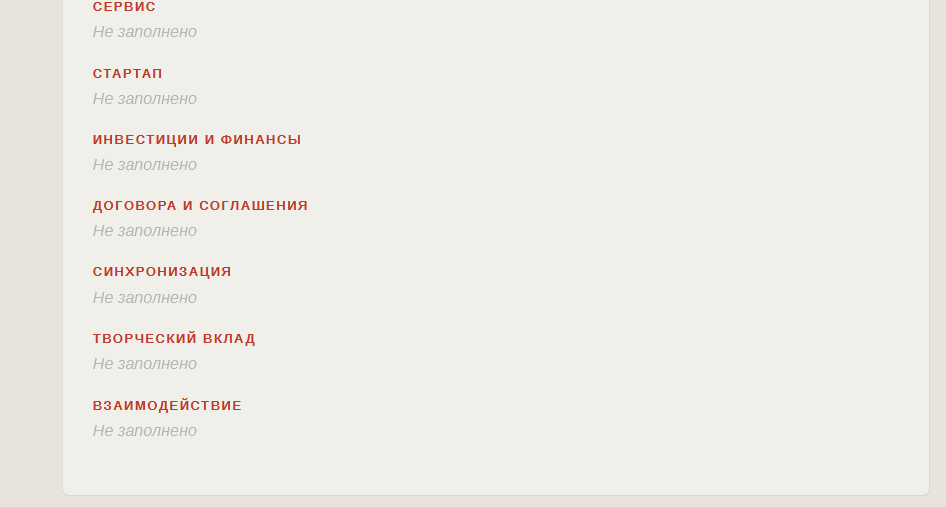 СЕРВИС
Не заполнено
СТАРТАП
Не заполнено
ИНВЕСТИЦИИ И ФИНАНСЫ
Не заполнено
ДОГОВОРА И СОГЛАШЕНИЯ
Не заполнено
СИНХРОНИЗАЦИЯ
Не заполнено
ТВОРЧЕСКИЙ ВКЛАД
Не заполнено
ВЗАИМОДЕЙСТВИЕ
Не заполнено